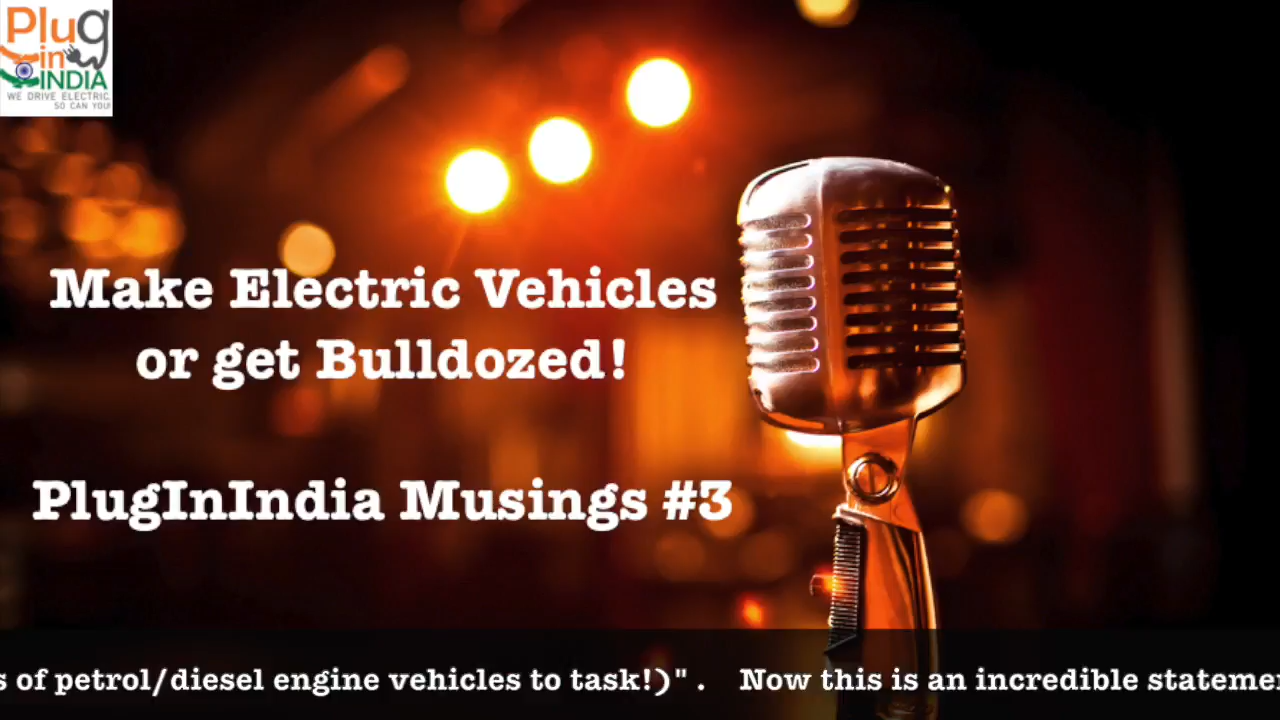 Plug
in
INDIA
WE DRIVE ELECTRIC.
SO CAN YOU!
Make Electric Vehicles
or get Bulldozed!
PlugInIndia Musings #3
of petrol/diesel engine vehicles to task!)". Now this is an incredible